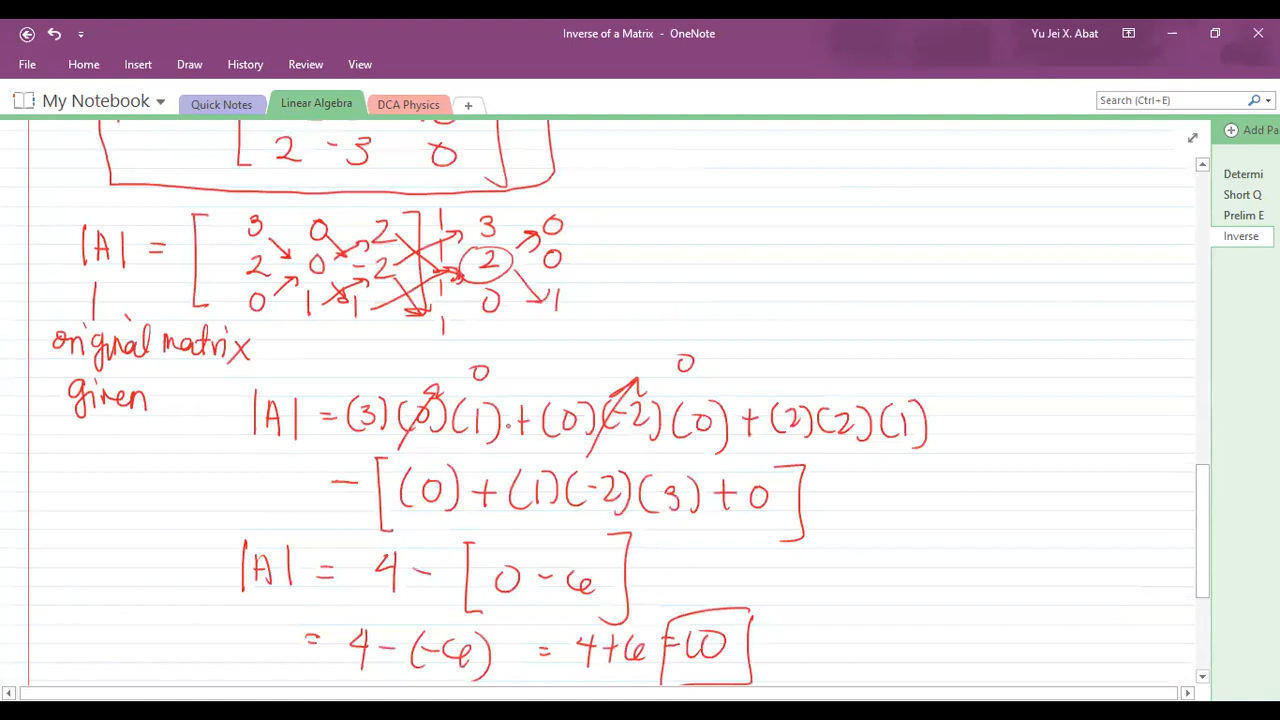 Inverse of a Matrix - OneNote
Yu Jei X. Abat
File Home Insert Draw History Review View
My Notebook Quick Notes Linear Algebra DCA Physics +
Search (Ctrl+E)
Add Pa
Determi
Short Q
Prelim E
Inverse
2 -3 0
|A| = [ 3 0 2 ] 3 0
2 0 -2 2 0
0 1 1 0 1
original matrix
given
0 0
|A| = (3)(0)(1) + (0)(-2)(0) + (2)(2)(1)
- [(0) + (1)(-2)(3) + 0]
|A| = 4 - [0 - 6]
= 4 - (-6) = 4+6 = 10